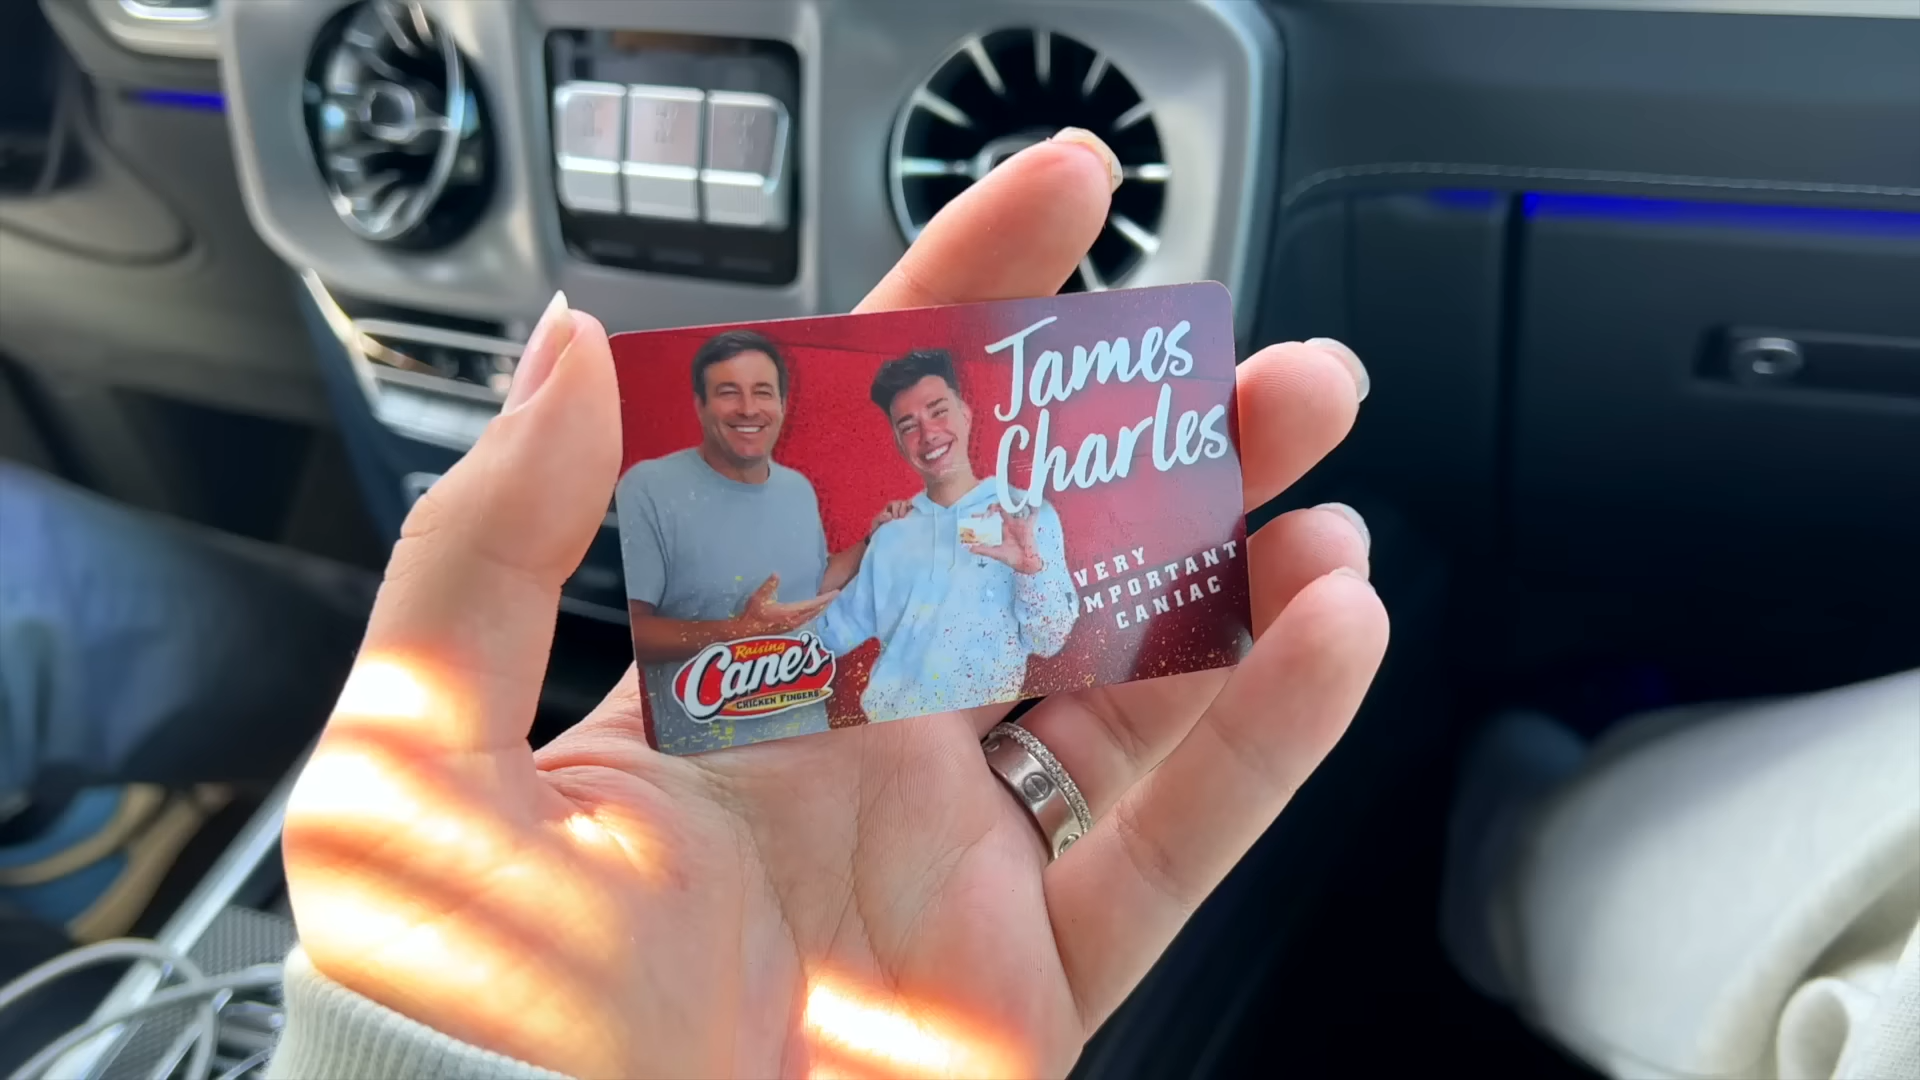 James
Charles
VERY
IMPORTANT
CANIAC
Raising
Cane's
CHICKEN FINGERS